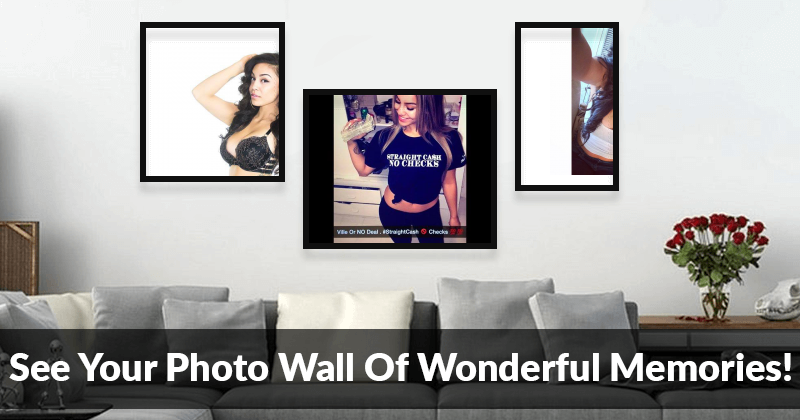 STRAIGHT CASH
NO CHECKS
Ville Or NO Deal . #StraightCash 🚫 Checks
See Your Photo Wall Of Wonderful Memories!